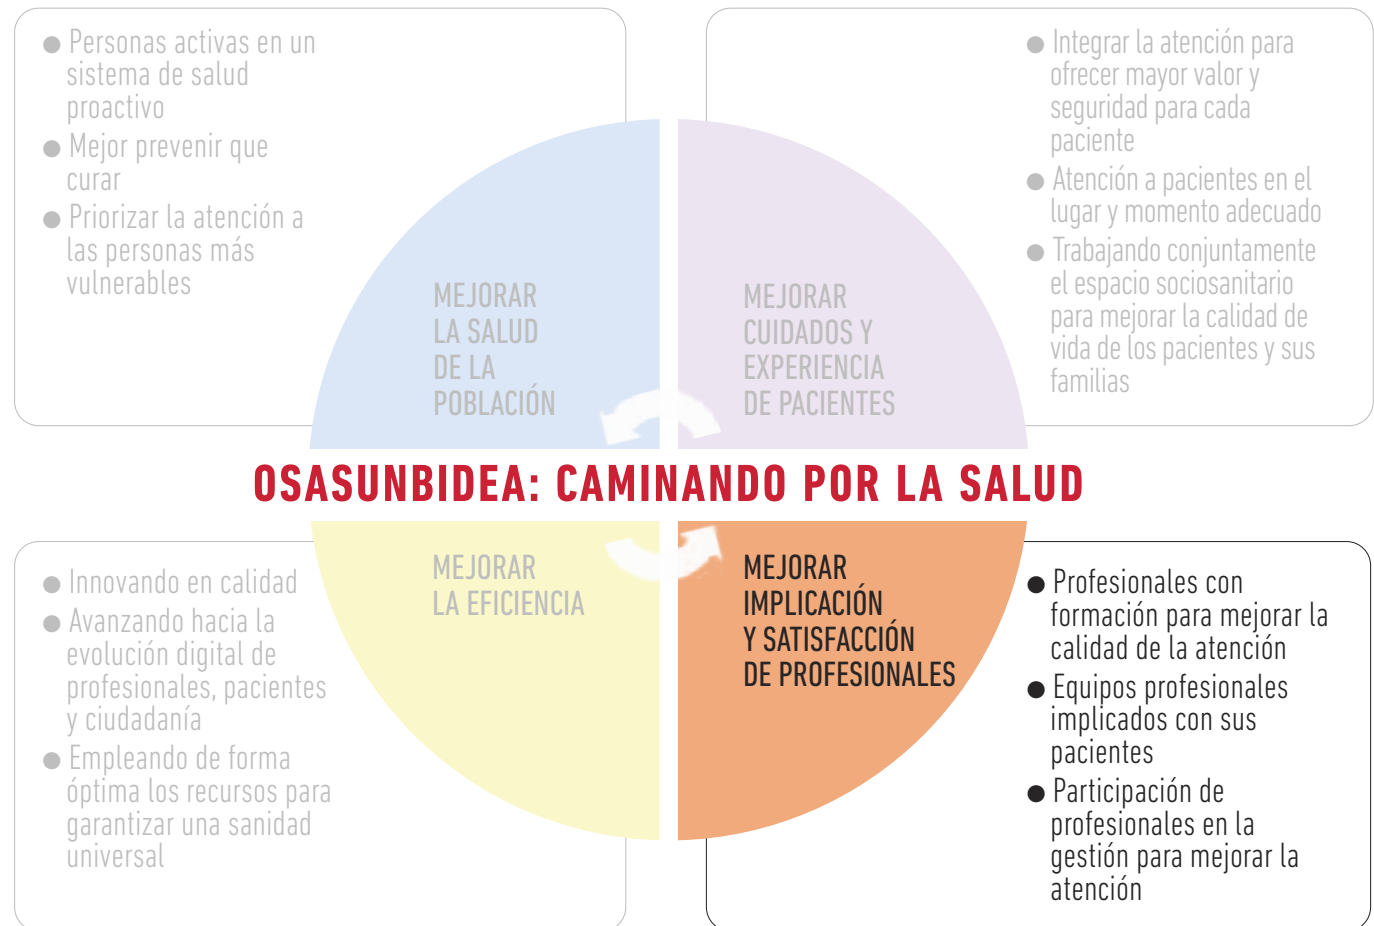 ● Personas activas en un
sistema de salud
proactivo
● Mejor prevenir que
curar
● Priorizar la atención a
las personas más
vulnerables
MEJORAR
LA SALUD
DE LA
POBLACIÓN
MEJORAR
CUIDADOS Y
EXPERIENCIA
DE PACIENTES
● Integrar la atención para
ofrecer mayor valor y
seguridad para cada
paciente
● Atención a pacientes en el
lugar y momento adecuado
● Trabajando conjuntamente
el espacio sociosanitario
para mejorar la calidad de
vida de los pacientes y sus
familias
OSASUNBIDEA: CAMINANDO POR LA SALUD
● Innovando en calidad
● Avanzando hacia la
evolución digital de
profesionales, pacientes
y ciudadanía
● Empleando de forma
óptima los recursos para
garantizar una sanidad
universal
MEJORAR
LA EFICIENCIA
MEJORAR
IMPLICACIÓN
Y SATISFACCIÓN
DE PROFESIONALES
● Profesionales con
formación para mejorar la
calidad de la atención
● Equipos profesionales
implicados con sus
pacientes
● Participación de
profesionales en la
gestión para mejorar la
atención